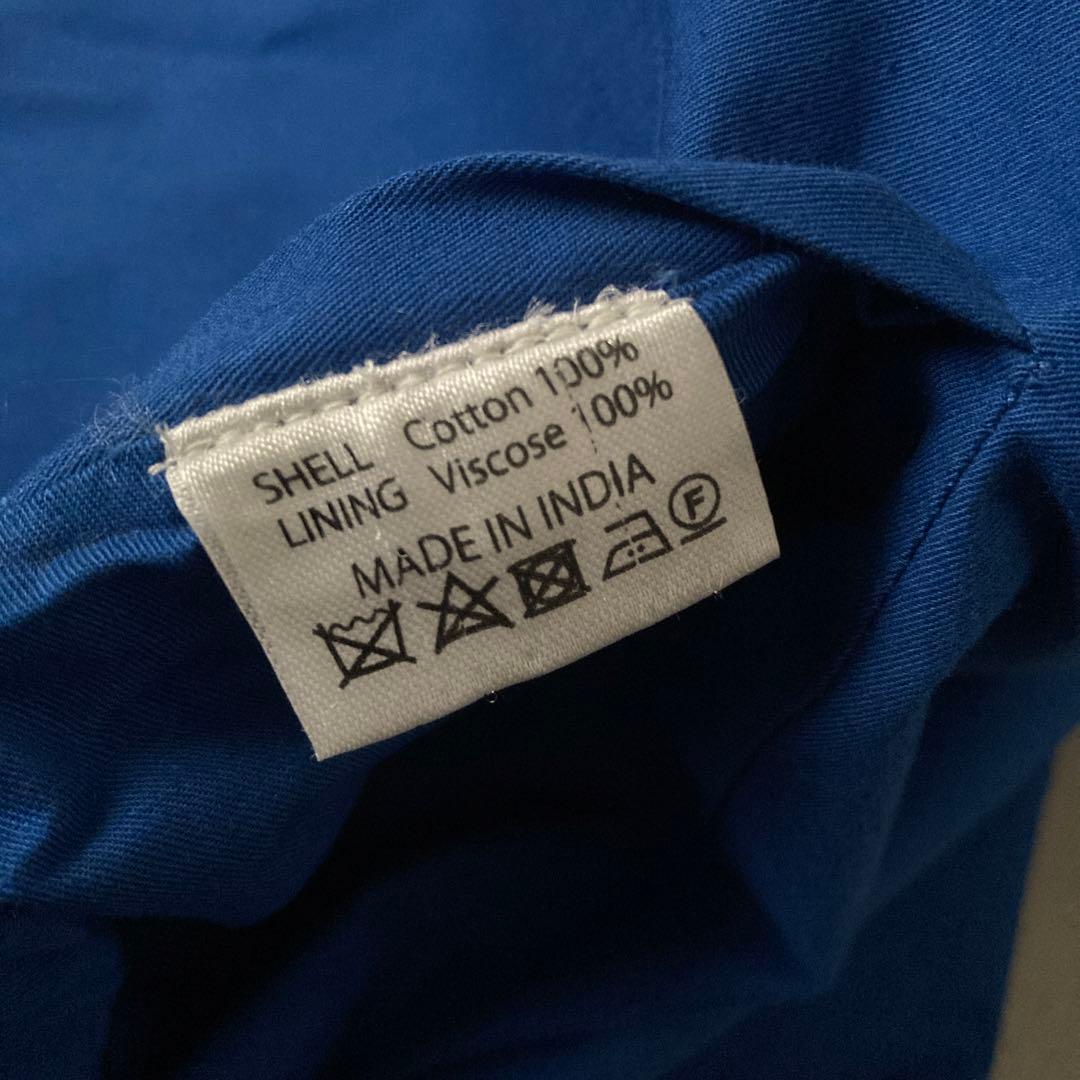 SHELL Cotton 100%
LINING Viscose 100%
MADE IN INDIA
F